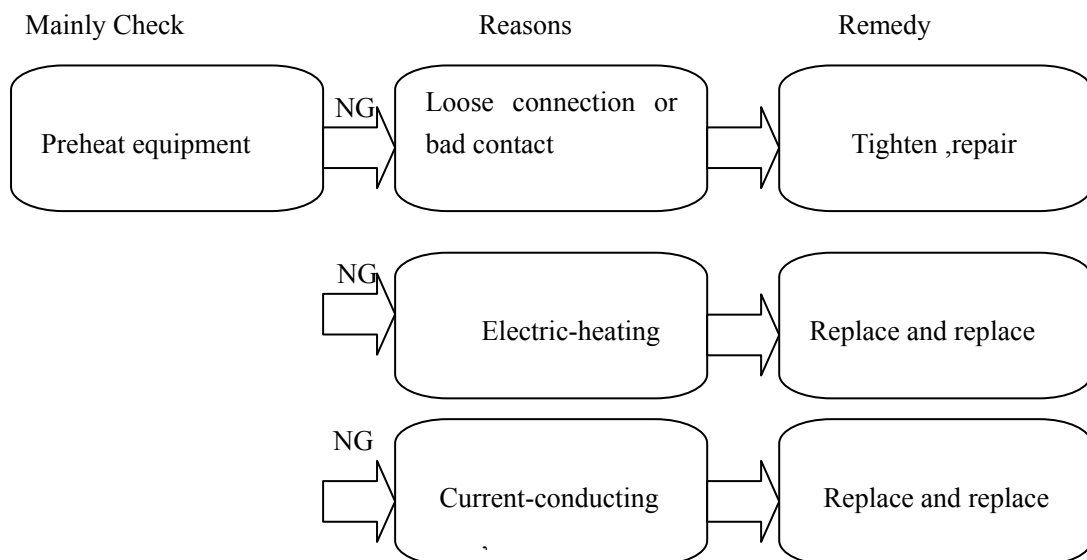 Mainly Check
Reasons
Remedy
Preheat equipment
NG
Loose connection or
bad contact
Tighten ,repair
NG
Electric-heating
Replace and replace
NG
Current-conducting
Replace and replace